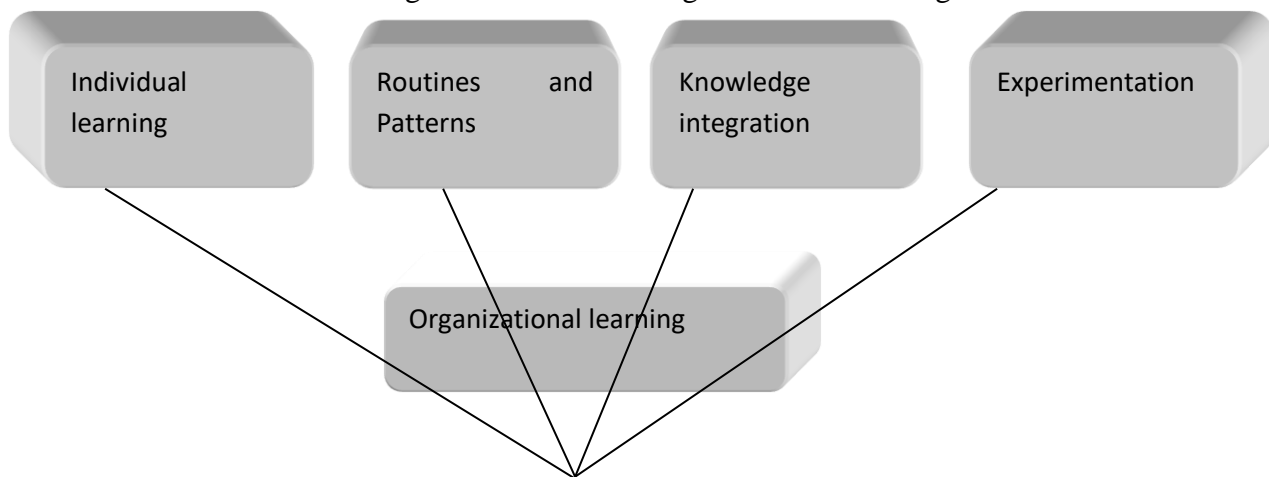 Individual
learning
Routines and
Patterns
Knowledge
integration
Experimentation
Organizational learning